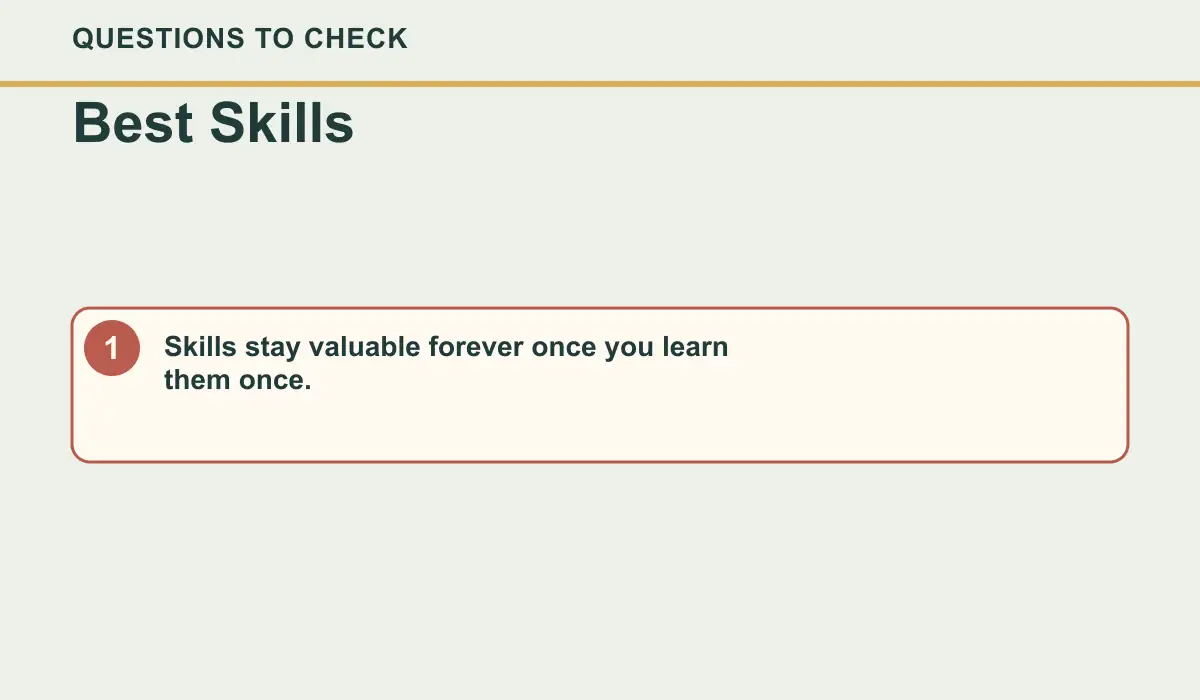 QUESTIONS TO CHECK
Best Skills
1
Skills stay valuable forever once you learn
them once.